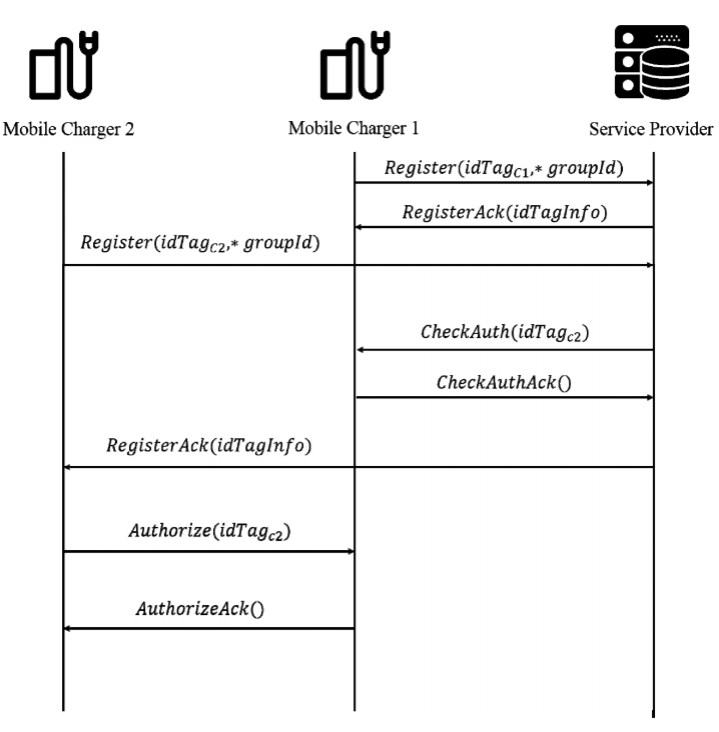 Mobile Charger 2
Mobile Charger 1
Service Provider
Register(idTag_{C1},* groupId)
RegisterAck(idTagInfo)
Register(idTag_{C2},* groupId)
CheckAuth(idTag_{c2})
CheckAuthAck()
RegisterAck(idTagInfo)
Authorize(idTag_{c2})
AuthorizeAck()